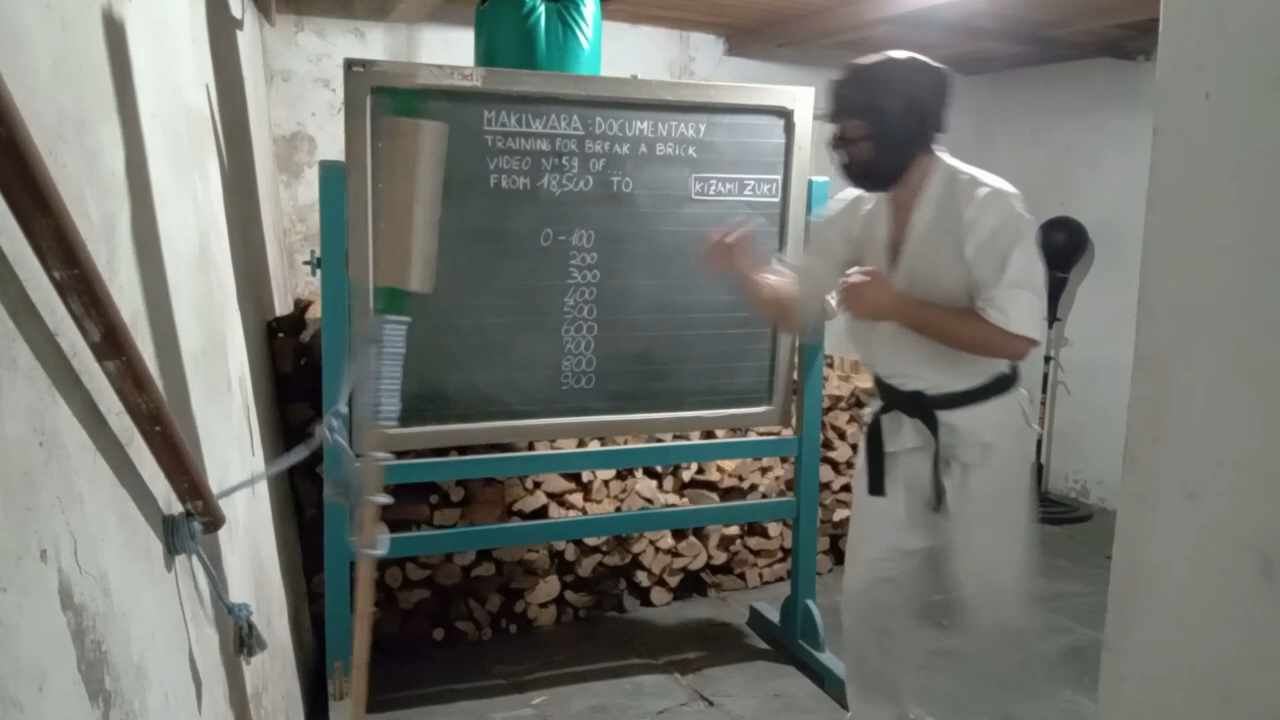 MAKIWARA: DOCUMENTARY
TRAINING FOR BREAK A BRICK
VIDEO N°59 OF...
FROM 18,500 TO
KIZAMI ZUKI
0-100
200
300
400
500
600
700
800
900